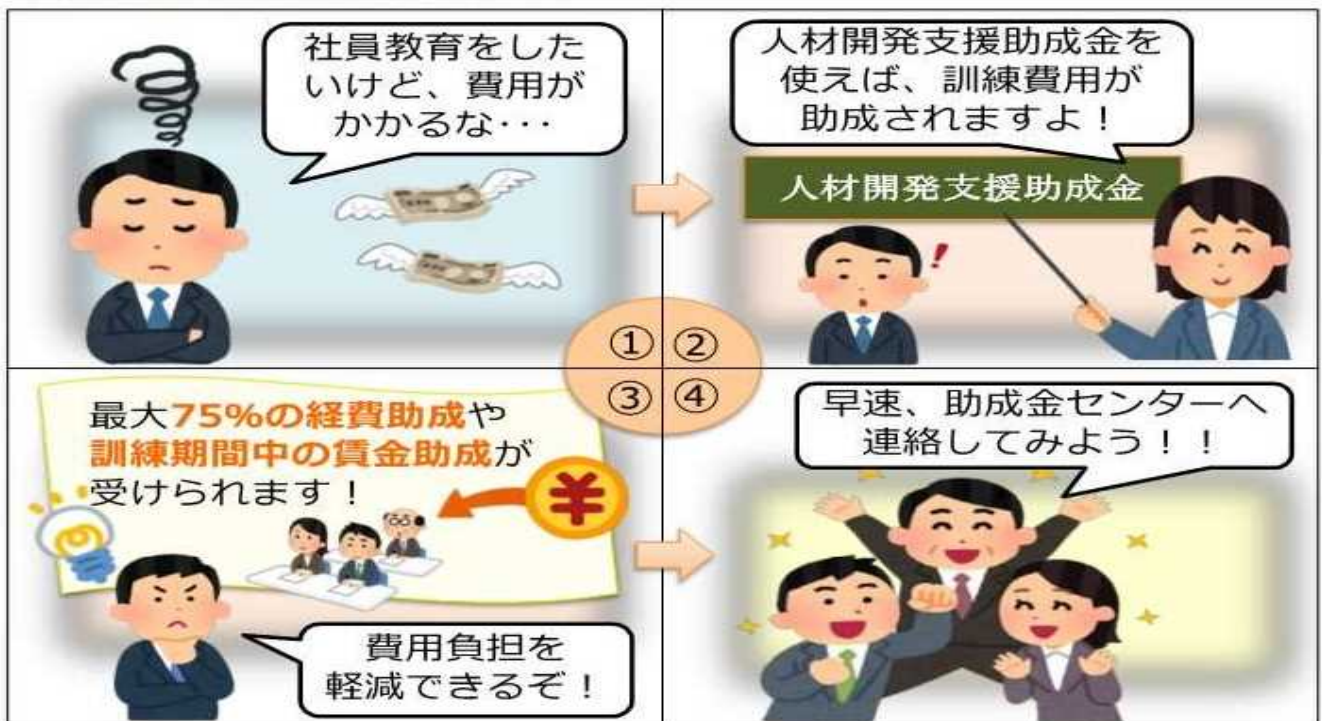 社員教育をした
いけど、費用が
かかるな･･･
人材開発支援助成金を
使えば、訓練費用が
助成されますよ！
人材開発支援助成金
!
①
②
最大75%の経費助成や
訓練期間中の賃金助成が
受けられます！
¥
費用負担を
軽減できるぞ！
③
④
早速、助成金センターへ
連絡してみよう！！